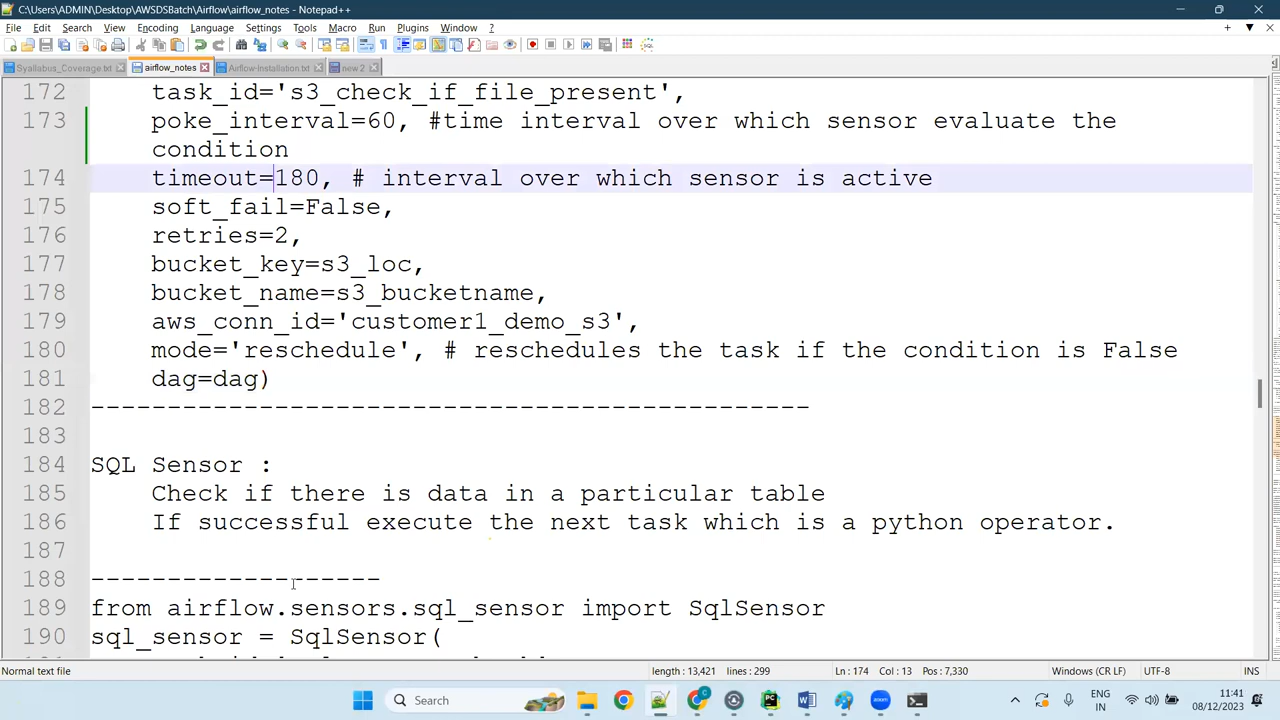 C:\Users\ADMIN\Desktop\AWSDSBatch\Airflow\airflow_notes - Notepad++
File Edit Search View Encoding Language Settings Tools Macro Run Plugins Window ?
Syallabus_Coverage.txt airflow_notes Airflow-Installation.txt new 2
172 task_id='s3_check_if_file_present',
173 poke_interval=60, #time interval over which sensor evaluate the
condition
174 timeout=180, # interval over which sensor is active
175 soft_fail=False,
176 retries=2,
177 bucket_key=s3_loc,
178 bucket_name=s3_bucketname,
179 aws_conn_id='customer1_demo_s3',
180 mode='reschedule', # reschedules the task if the condition is False
181 dag=dag)
182 -----------------------------------------------
183
184 SQL Sensor :
185 Check if there is data in a particular table
186 If successful execute the next task which is a python operator.
187
188 -------------------
189 from airflow.sensors.sql_sensor import SqlSensor
190 sql_sensor = SqlSensor(
Normal text file length : 13,421 lines : 299 Ln : 174 Col : 13 Pos : 7,330 Windows (CR LF) UTF-8 INS
Search
ENG
IN
11:41
08/12/2023